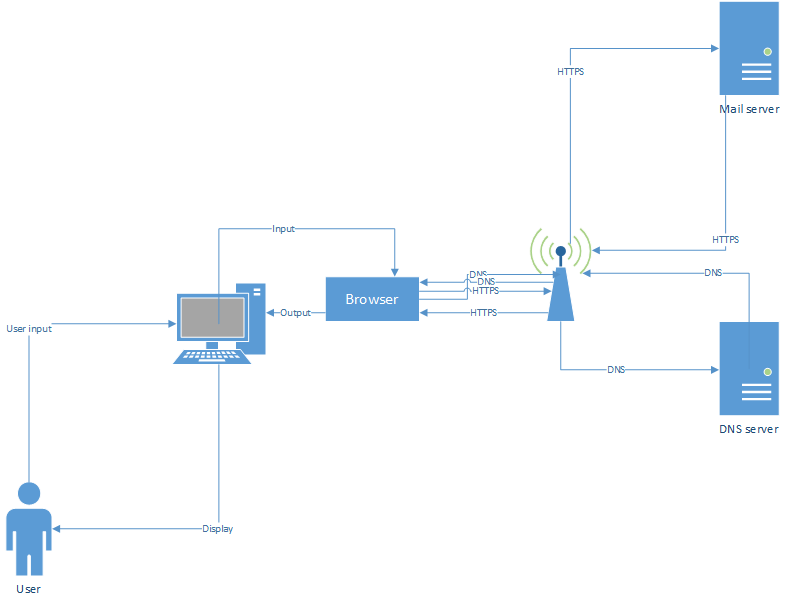 HTTPS
Mail server
Input
HTTPS
DNS
DNS
DNS
HTTPS
Browser
Output
HTTPS
User input
DNS
DNS server
Display
User